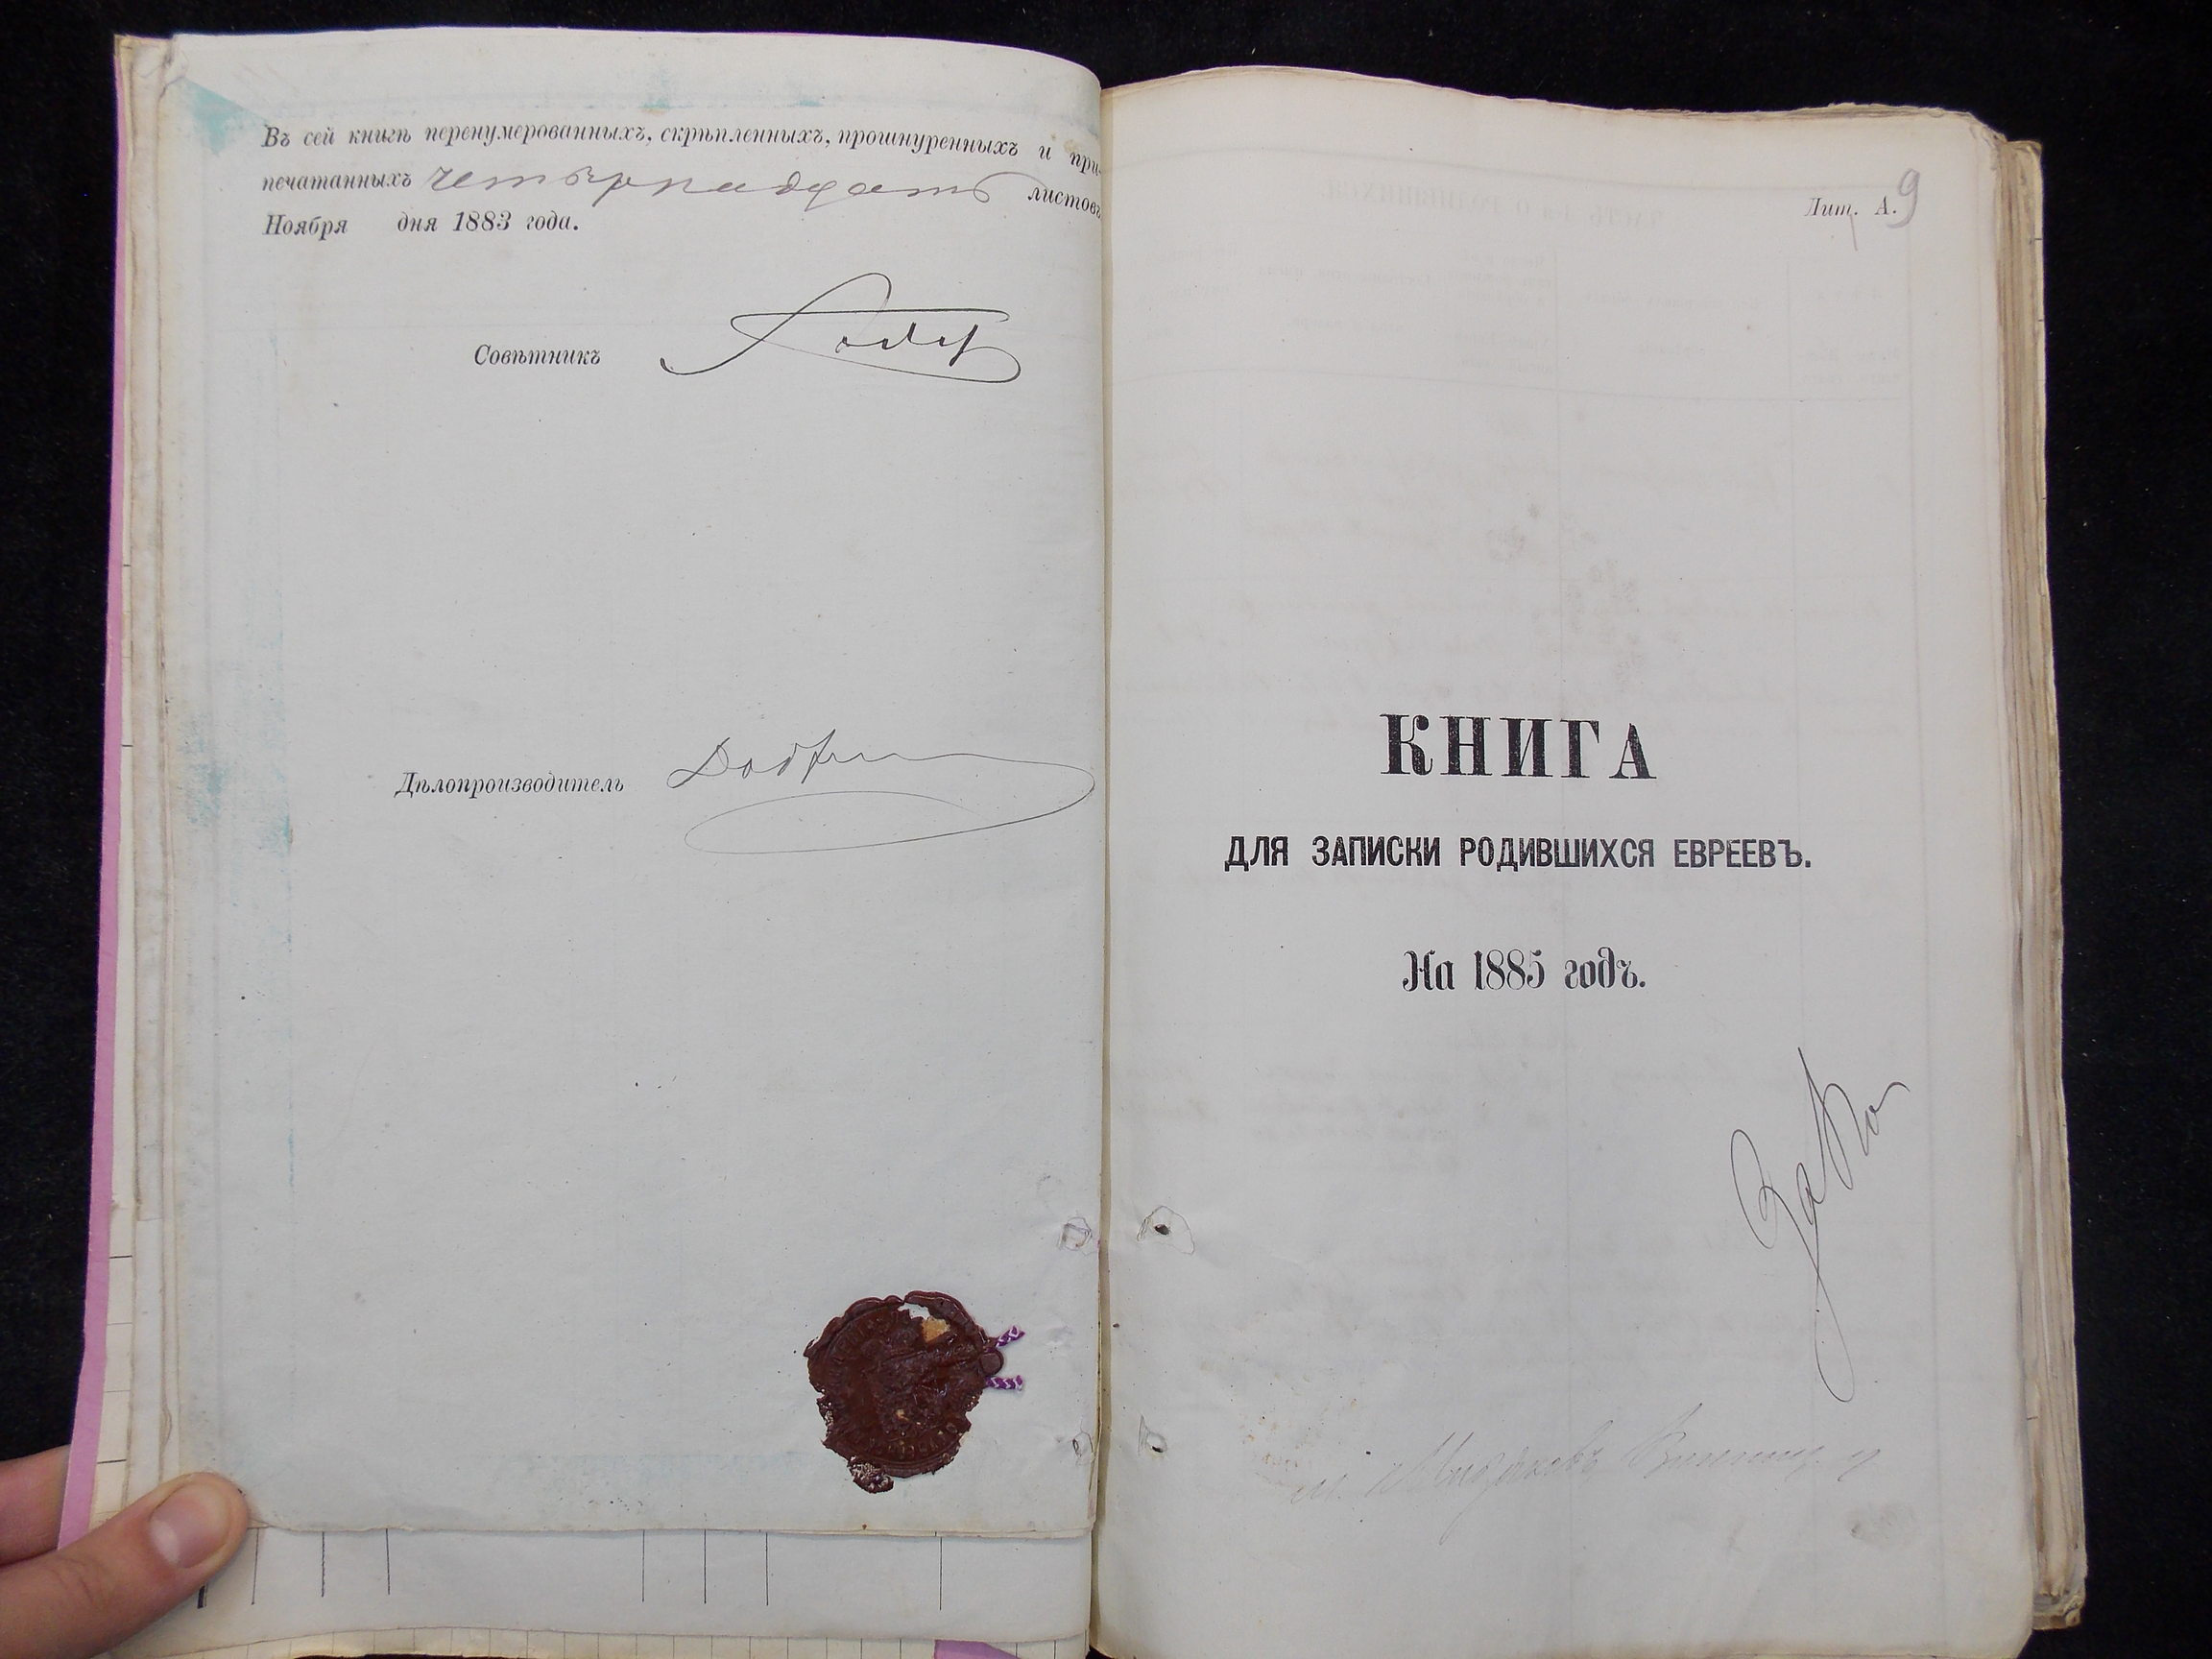 Въ сей книгѣ перенумерованныхъ, скрѣпленныхъ, прошнуренныхъ и при-
печатанныхъ четырнадцать листовъ
Ноября дня 1883 года.
Совѣтникъ
Дѣлопроизводитель
9
Лит. А.
КНИГА
ДЛЯ ЗАПИСКИ РОДИВШИХСЯ ЕВРЕЕВЪ.
На 1885 годъ.